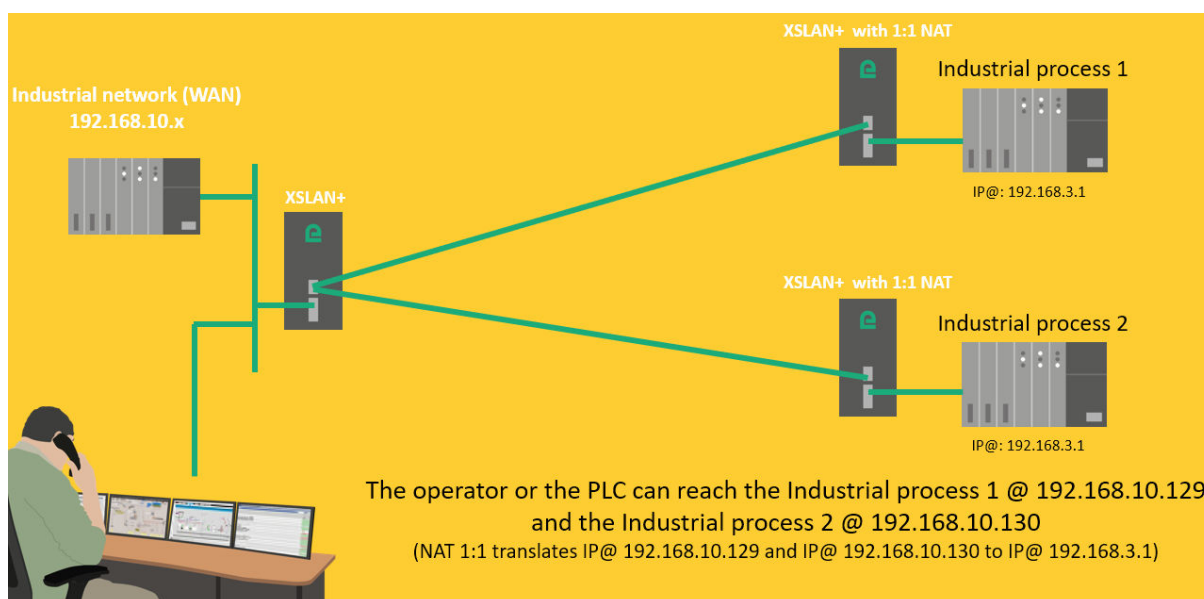 XSLAN+ with 1:1 NAT
Industrial process 1
Industrial network (WAN)
192.168.10.x
IP@: 192.168.3.1
XSLAN+
XSLAN+ with 1:1 NAT
Industrial process 2
IP@: 192.168.3.1
The operator or the PLC can reach the Industrial process 1 @ 192.168.10.129
and the Industrial process 2 @ 192.168.10.130
(NAT 1:1 translates IP@ 192.168.10.129 and IP@ 192.168.10.130 to IP@ 192.168.3.1)